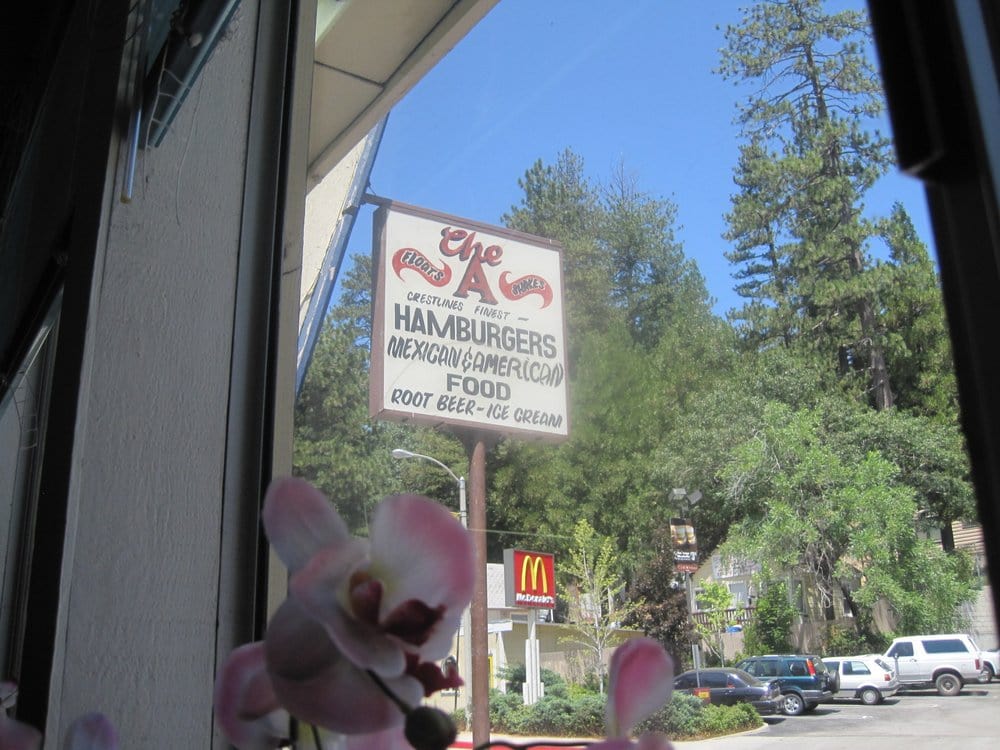 The
FLOATS A SHAKES
CRESTLINES FINEST -
HAMBURGERS
MEXICAN & AMERICAN
FOOD
ROOT BEER - ICE CREAM
M
McDonald's